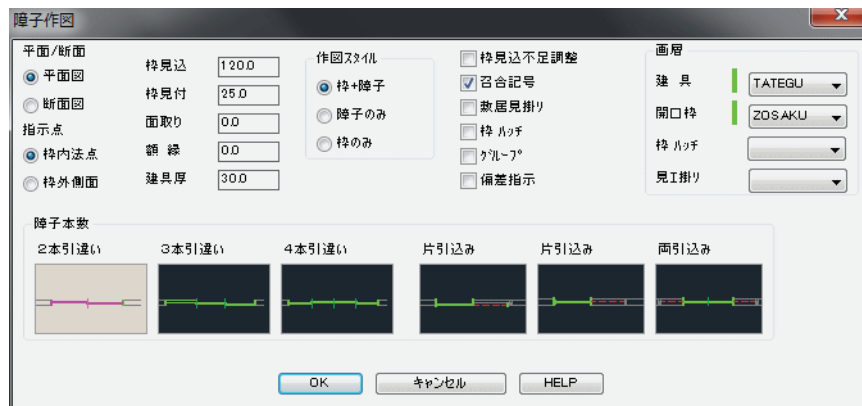 障子作図
平面/断面
平面図
断面図
指示点
枠内法点
枠外側面
枠見込 120.0
枠見付 25.0
面取り 0.0
額 縁 0.0
建具厚 30.0
作図スタイル
枠+障子
障子のみ
枠のみ
枠見込不足調整
召合記号
敷居見掛り
枠 ハッチ
グループ
偏差指示
画層
建 具 TATEGU
開口枠 ZOSAKU
枠 ハッチ
見工掛り
障子本数
2本引違い 3本引違い 4本引違い 片引込み 片引込み 両引込み
OK キャンセル HELP